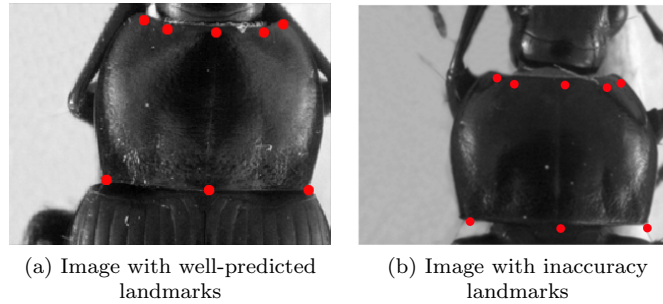 (a) Image with well-predicted
landmarks
(b) Image with inaccuracy
landmarks